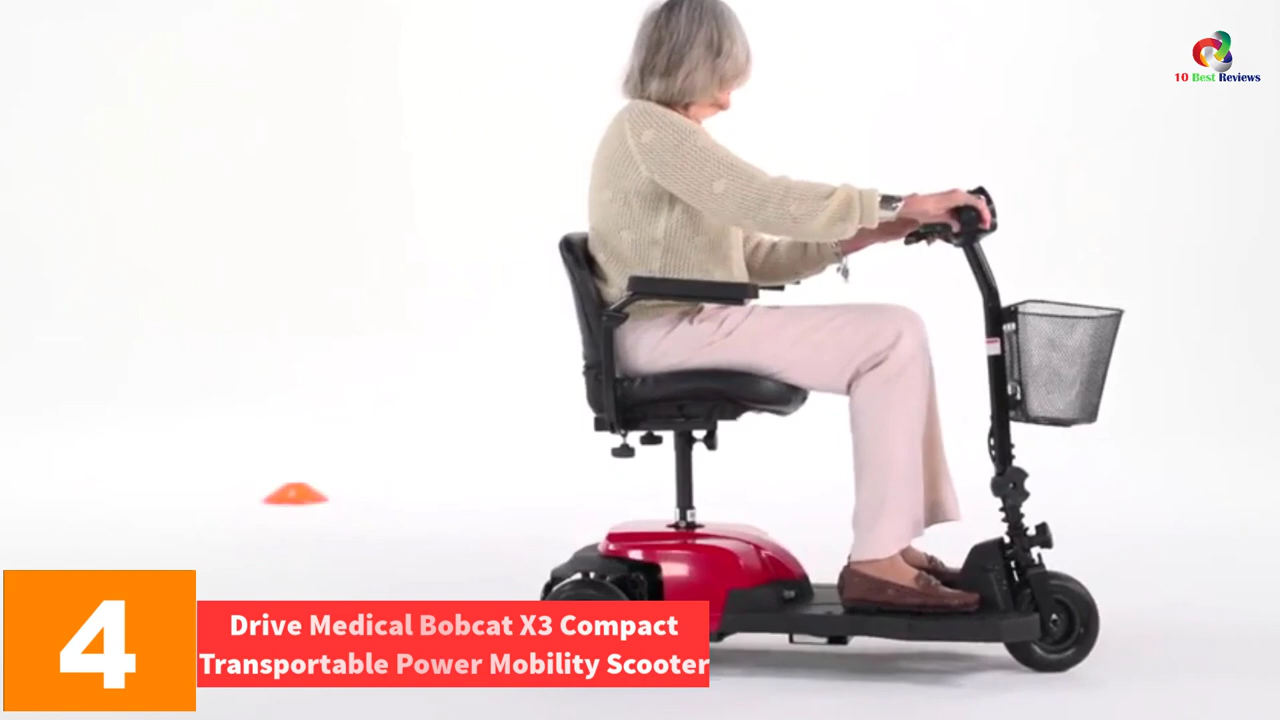 10 Best Reviews
4
Drive Medical Bobcat X3 Compact
Transportable Power Mobility Scooter